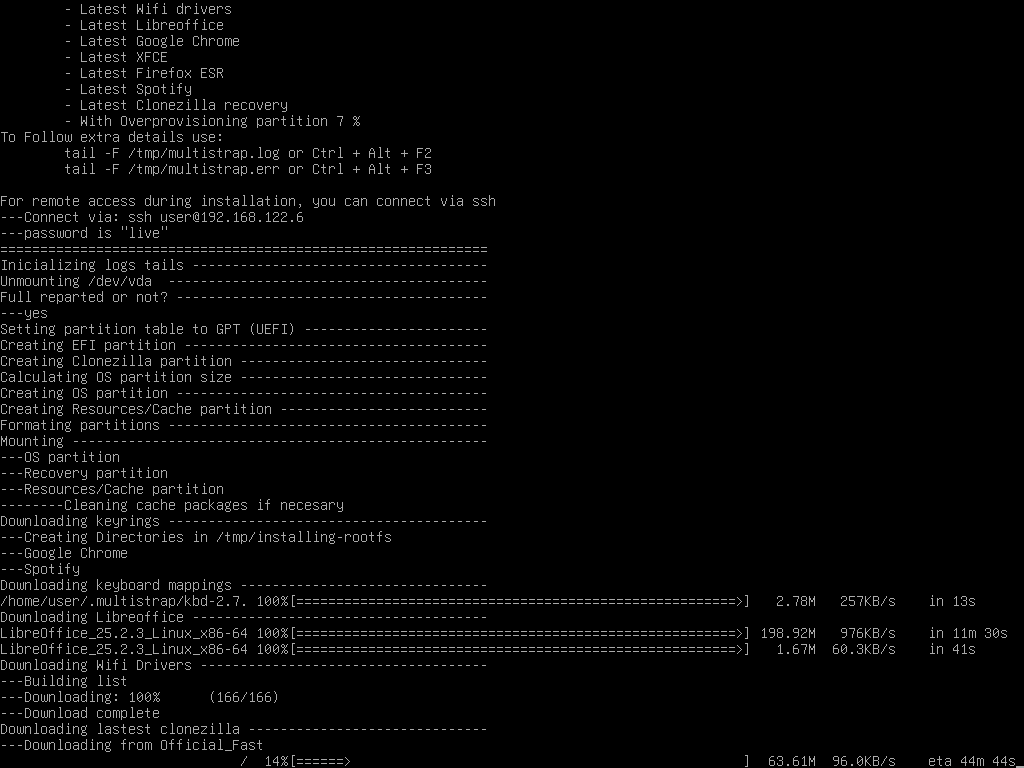 - Latest Wifi drivers
        - Latest Libreoffice
        - Latest Google Chrome
        - Latest XFCE
        - Latest Firefox ESR
        - Latest Spotify
        - Latest Clonezilla recovery
        - With Overprovisioning partition 7 %
To Follow extra details use:
        tail -F /tmp/multistrap.log or Ctrl + Alt + F2
        tail -F /tmp/multistrap.err or Ctrl + Alt + F3

For remote access during installation, you can connect via ssh
---Connect via: ssh user@192.168.122.6
---password is "live"
=============================================================
Inicializing logs tails -------------------------------------
Unmounting /dev/vda  ----------------------------------------
Full reparted or not? ---------------------------------------
---yes
Setting partition table to GPT (UEFI) -----------------------
Creating EFI partition --------------------------------------
Creating Clonezilla partition -------------------------------
Calculating OS partition size -------------------------------
Creating OS partition ---------------------------------------
Creating Resources/Cache partition --------------------------
Formating partitions ----------------------------------------
Mounting ----------------------------------------------------
---OS partition
---Recovery partition
---Resources/Cache partition
--------Cleaning cache packages if necesary
Downloading keyrings ----------------------------------------
---Creating Directories in /tmp/installing-rootfs
---Google Chrome
---Spotify
Downloading keyboard mappings -------------------------------
/home/user/.multistrap/kbd-2.7. 100%[=======================================================>]   2.78M   257KB/s    in 13s
Downloading Libreoffice -------------------------------------
LibreOffice_25.2.3_Linux_x86-64 100%[=======================================================>] 198.92M   976KB/s    in 11m 30s
LibreOffice_25.2.3_Linux_x86-64 100%[=======================================================>]   1.67M  60.3KB/s    in 41s
Downloading Wifi Drivers ------------------------------------
---Building list
---Downloading: 100%      (166/166)
---Download complete
Downloading lastest clonezilla ------------------------------
---Downloading from Official_Fast
                              /  14%[======>                                                 ]  63.61M  96.0KB/s    eta 44m 44s_